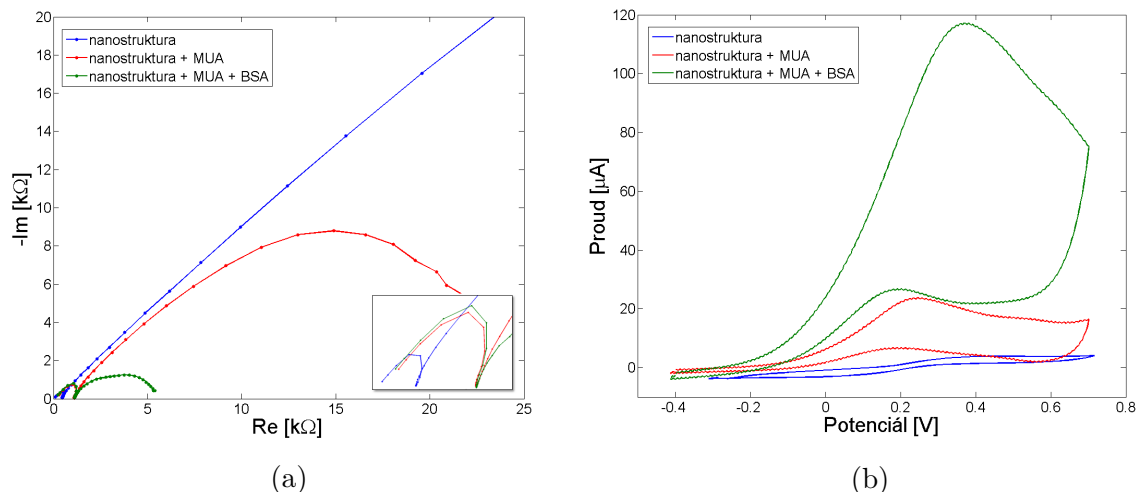 20
18
16
14
12
10
8
6
4
2
0
-Im [kΩ]
nanostruktura
nanostruktura + MUA
nanostruktura + MUA + BSA
0
5
10
15
20
25
Re [kΩ]
(a)
120
100
80
60
40
20
0
Proud [μA]
nanostruktura
nanostruktura + MUA
nanostruktura + MUA + BSA
-0.4
-0.2
0
0.2
0.4
0.6
0.8
Potenciál [V]
(b)